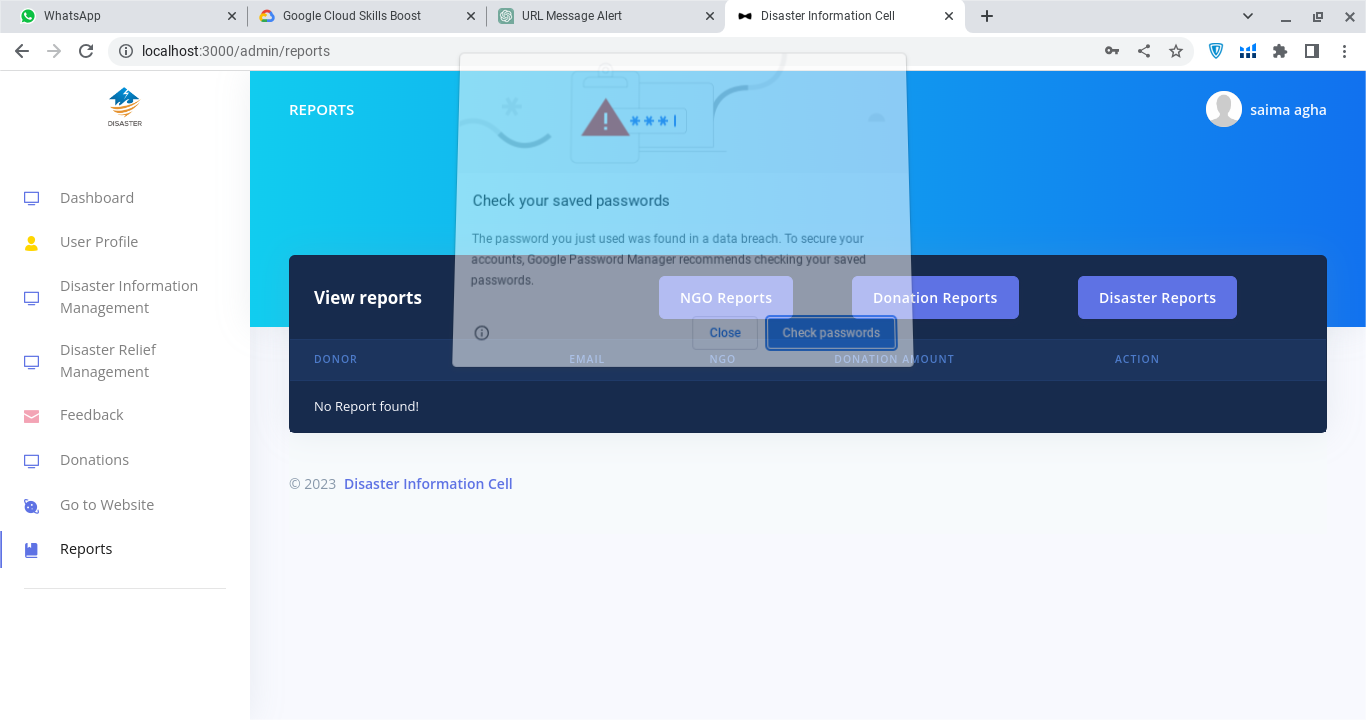 WhatsApp
Google Cloud Skills Boost
URL Message Alert
Disaster Information Cell
localhost:3000/admin/reports
DISASTER
REPORTS
saima agha
***|
Check your saved passwords
The password you just used was found in a data breach. To secure your
accounts, Google Password Manager recommends checking your saved
passwords.
Close
Check passwords
Dashboard
User Profile
Disaster Information
Management
Disaster Relief
Management
Feedback
Donations
Go to Website
Reports
View reports
NGO Reports
Donation Reports
Disaster Reports
DONOR
EMAIL
NGO
DONATION AMOUNT
ACTION
No Report found!
© 2023 Disaster Information Cell